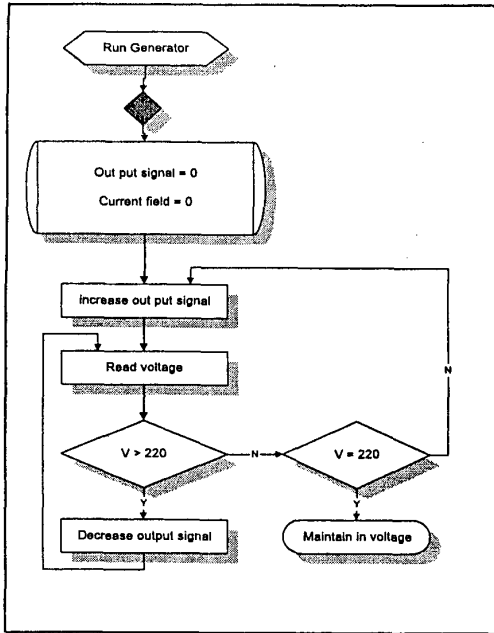 Run Generator
Out put signal = 0
Current field = 0
increase out put signal
Read voltage
N
V > 220
N
V = 220
Y
Y
Decrease output signal
Maintain in voltage